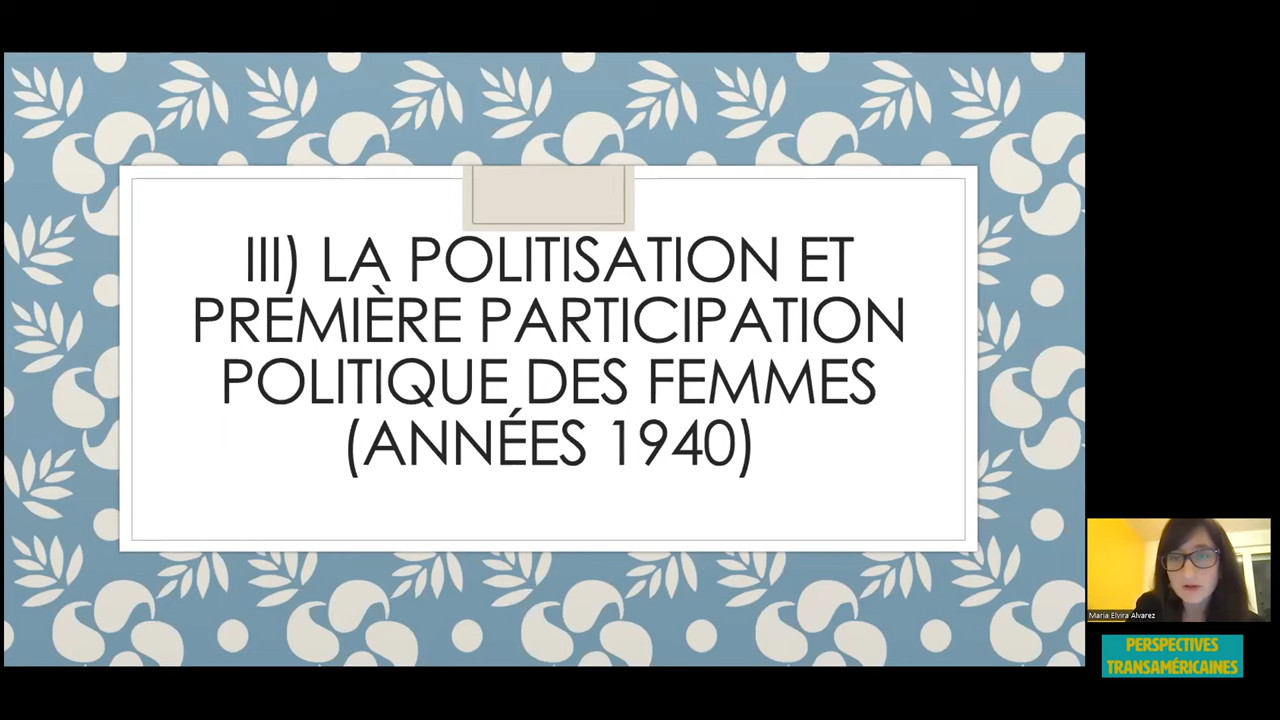 III) LA POLITISATION ET
PREMIÈRE PARTICIPATION
POLITIQUE DES FEMMES
(ANNÉES 1940)
Maria Elvira Alvarez
PERSPECTIVES
TRANSAMÉRICAINES